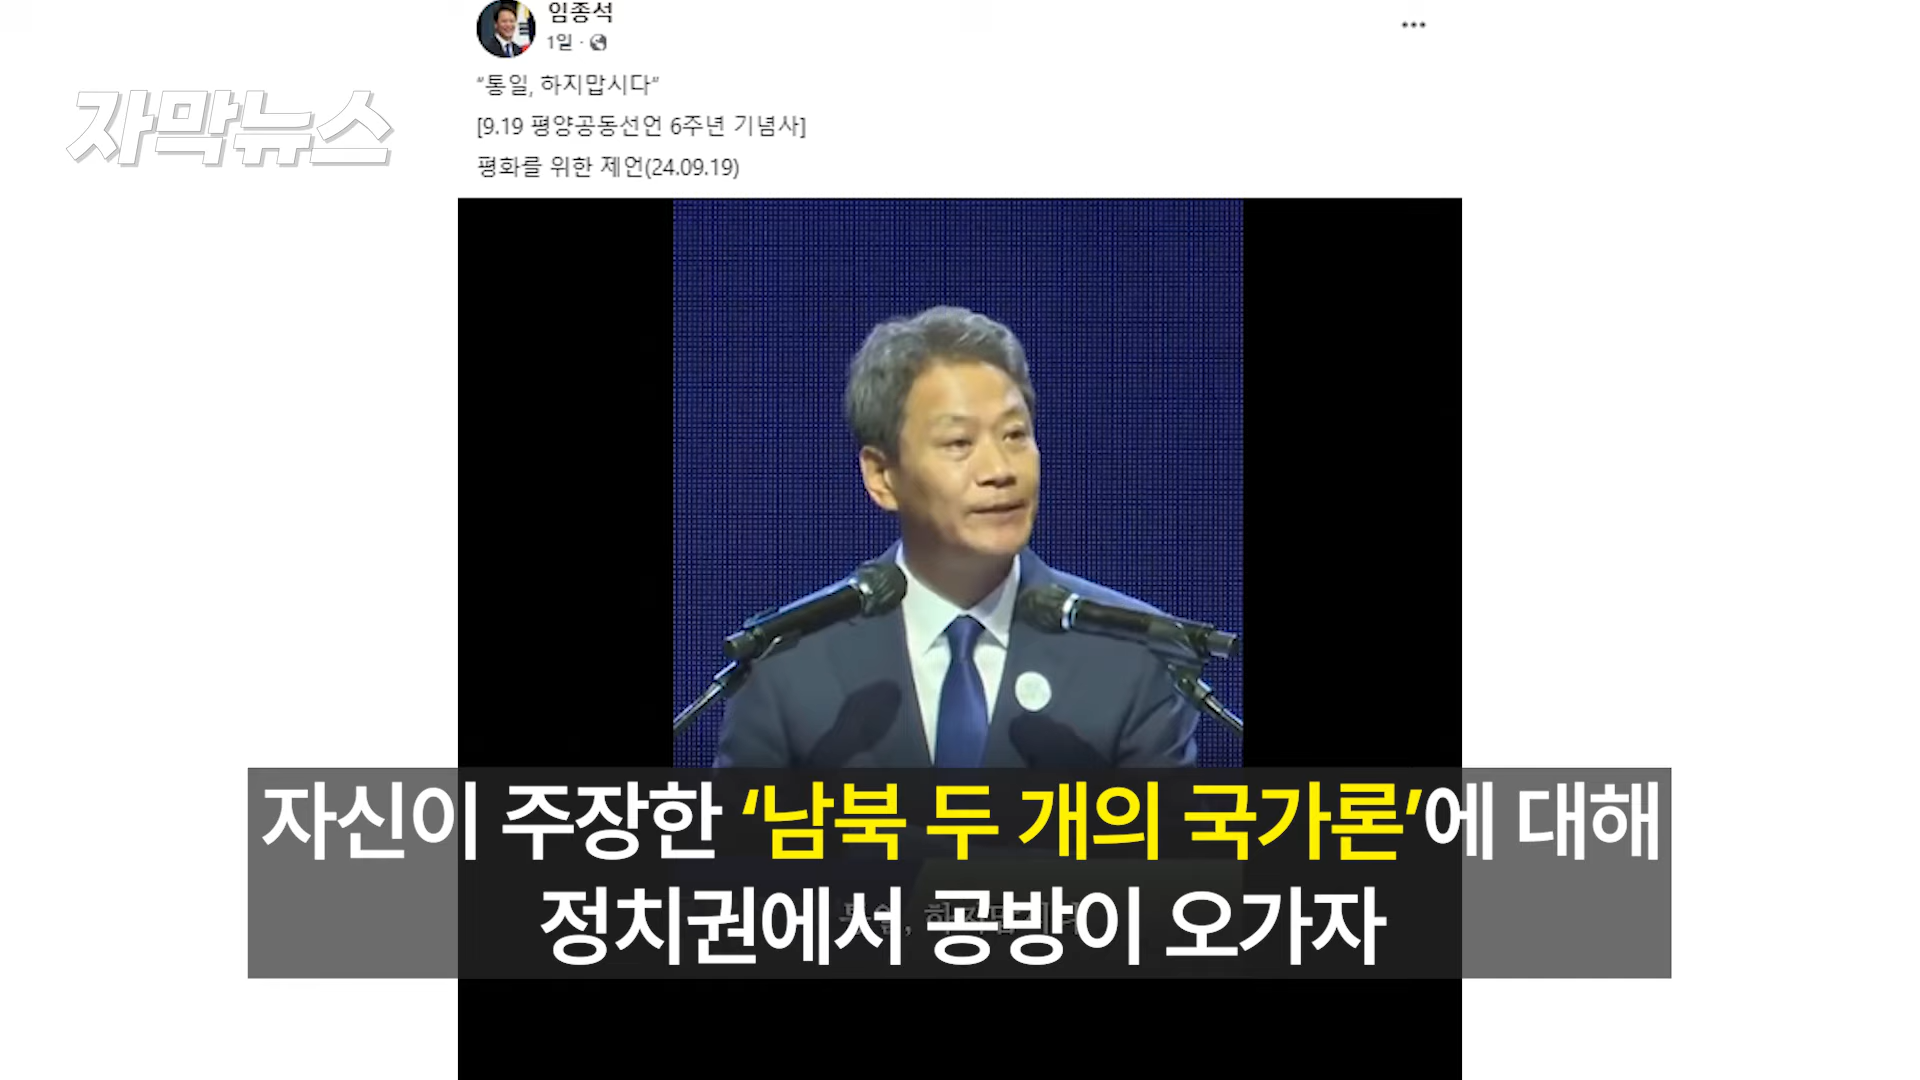 임종석
1일 ·
자막뉴스
“통일, 하지맙시다”
[9.19 평양공동선언 6주년 기념사]
평화를 위한 제언(24.09.19)
자신이 주장한 ‘남북 두 개의 국가론’에 대해
정치권에서 공방이 오가자